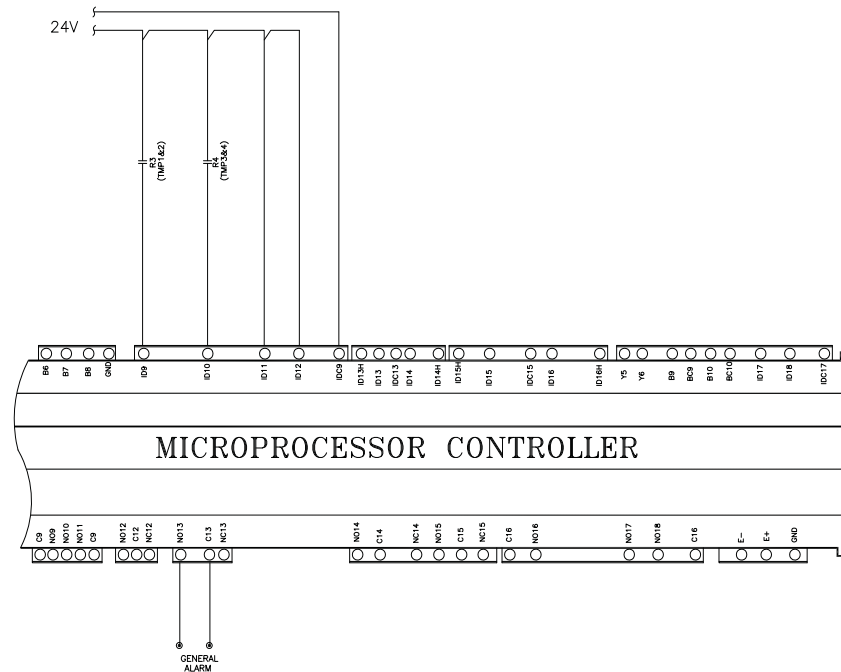 24V
R3
(TMP1&2)
R4
(TMP3&4)
B6
B7
B8
GND
ID9
ID10
ID11
ID12
IDC9
ID13H
ID13
IDC13
ID14
ID14H
ID15H
ID15
IDC15
ID16
ID16H
Y5
Y6
B9
BC9
B10
BC10
ID17
ID18
IDC17
MICROPROCESSOR CONTROLLER
C9
NO9
NO10
NO11
C9
NO12
C12
NC12
NO13
C13
NC13
NO14
C14
NC14
NO15
C15
NC15
C16
NO16
NO17
NO18
C16
E-
E+
GND
GENERAL
ALARM